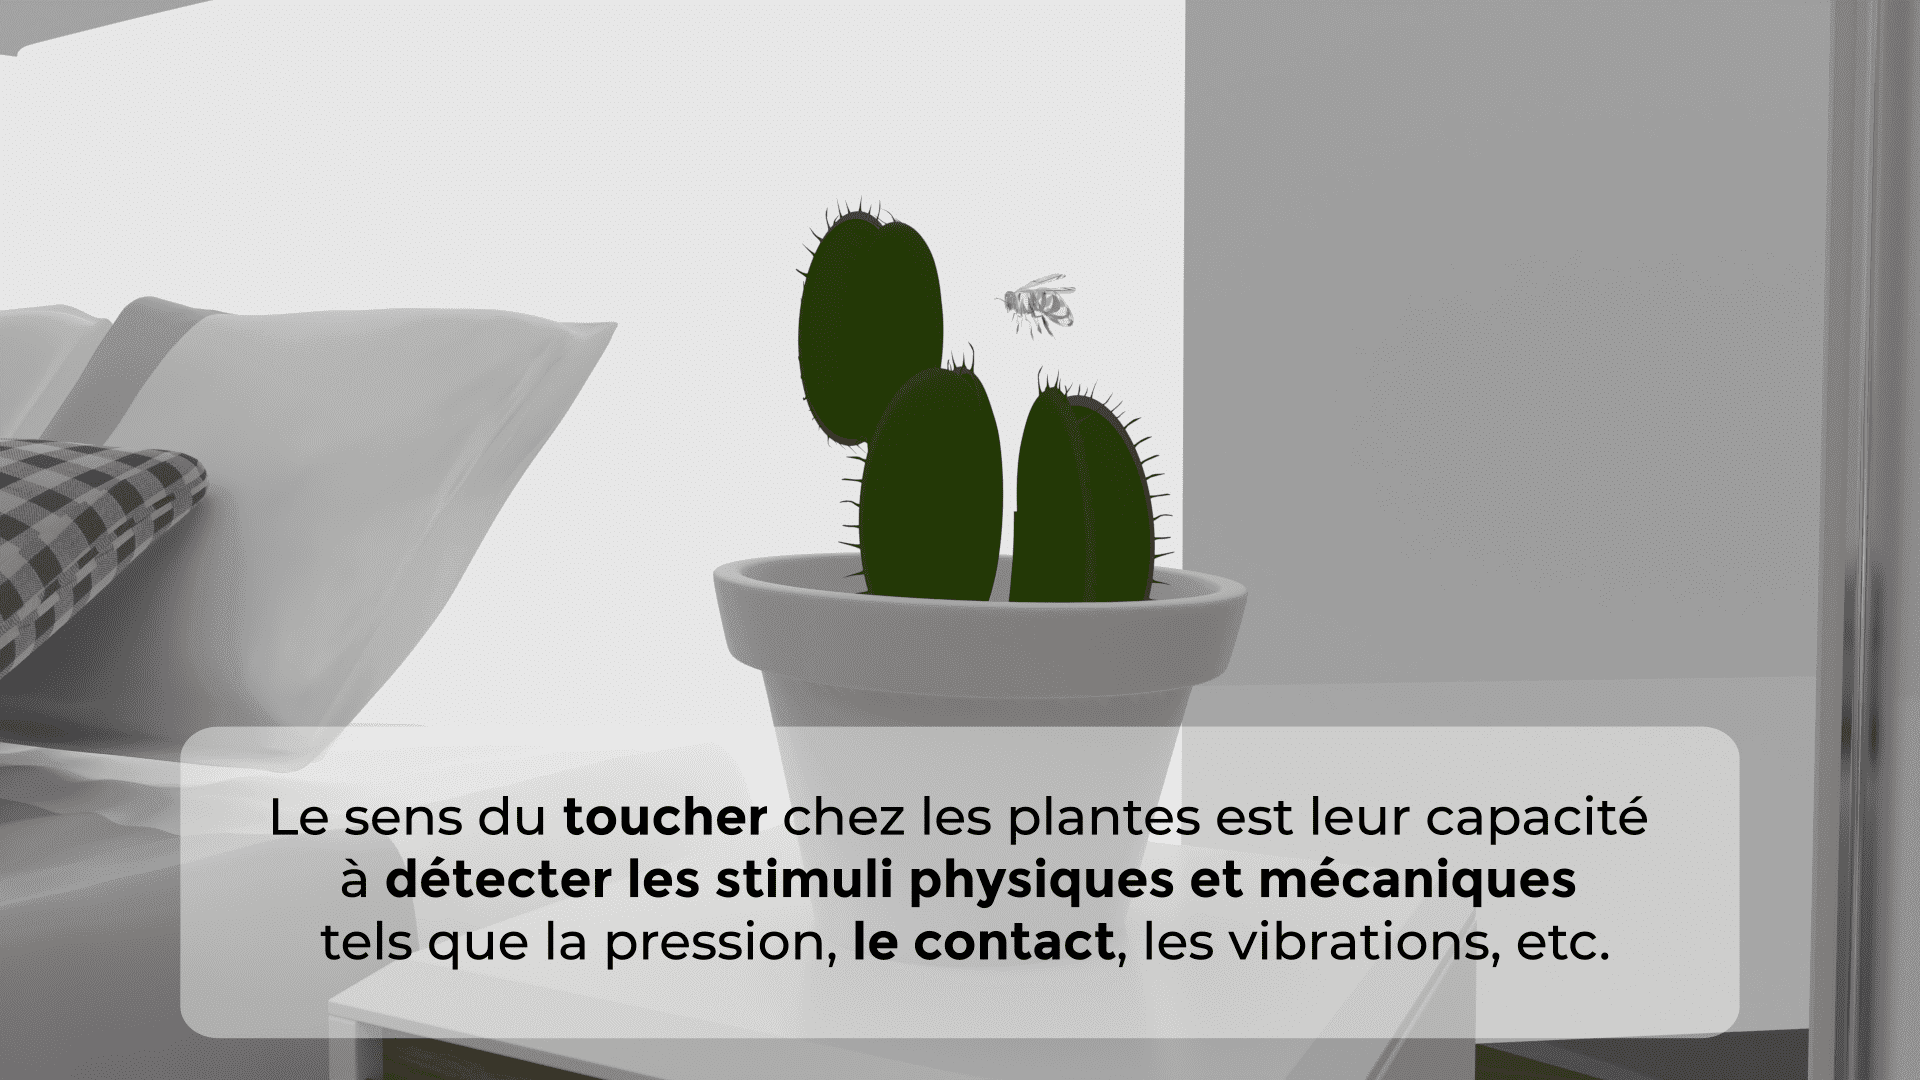 Le sens du toucher chez les plantes est leur capacité
à détecter les stimuli physiques et mécaniques
tels que la pression, le contact, les vibrations, etc.